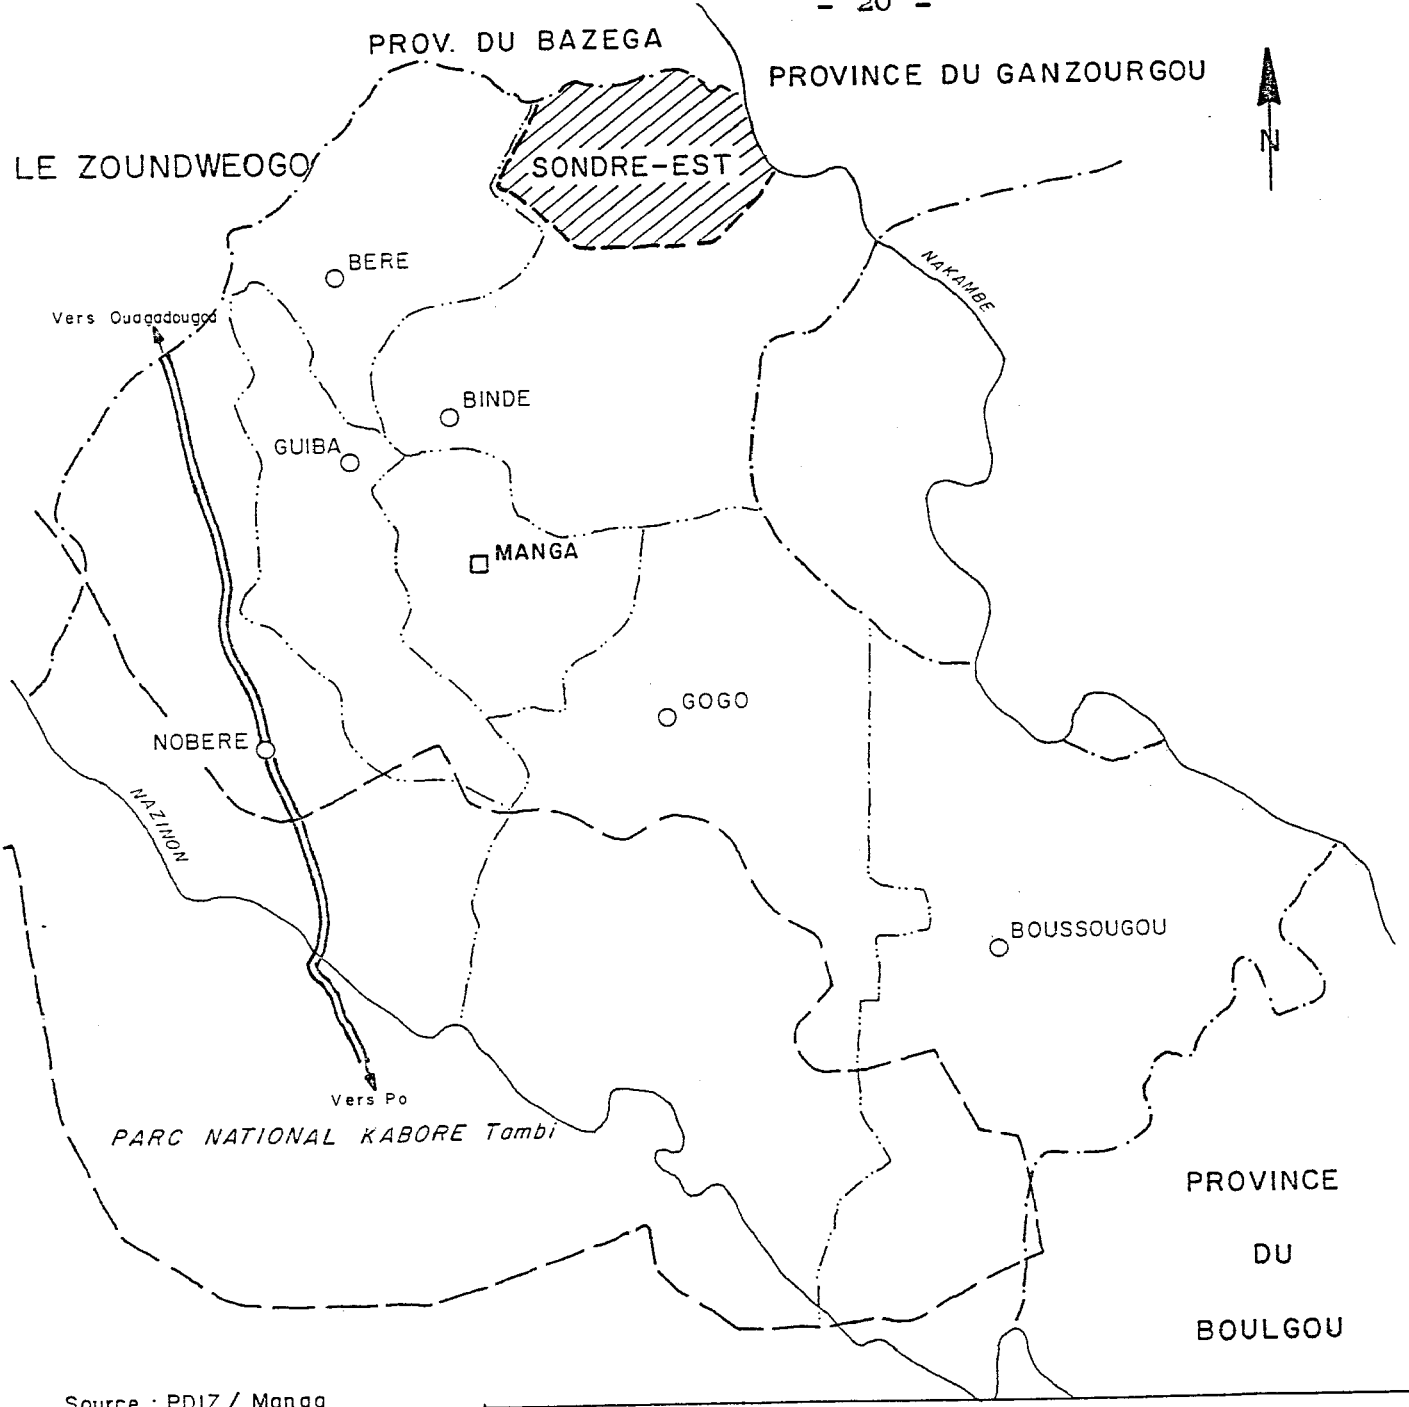 - 20 -
PROV. DU BAZEGA
PROVINCE DU GANZOURGOU
N
LE ZOUNDWEOGO
SONDRE-EST
BERE
NAKAMBE
Vers Ouagadougou
BINDE
GUIBA
MANGA
GOGO
NOBERE
NAZINON
BOUSSOUGOU
Vers Po
PARC NATIONAL KABORE Tambi
PROVINCE
DU
BOULGOU
Source : PDIZ / Manga